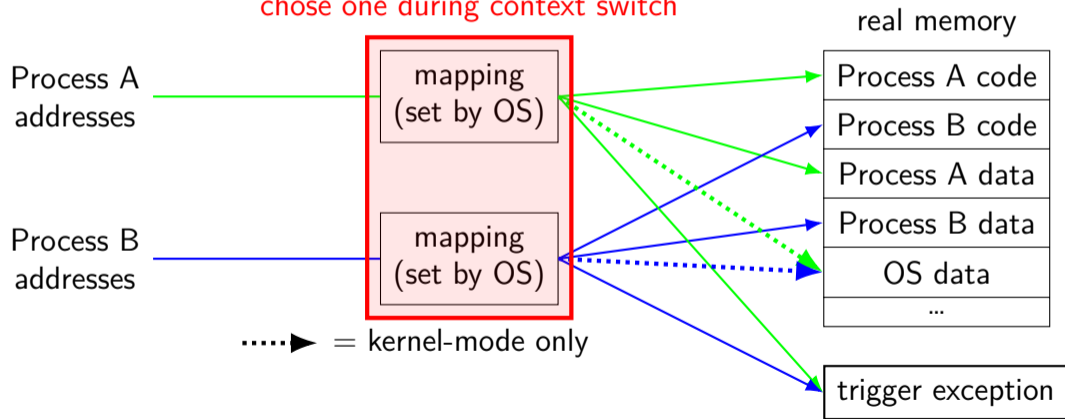 chose one during context switch
real memory
Process A
addresses
mapping
(set by OS)
Process A code
Process B code
Process A data
Process B
addresses
mapping
(set by OS)
Process B data
OS data
...
= kernel-mode only
trigger exception